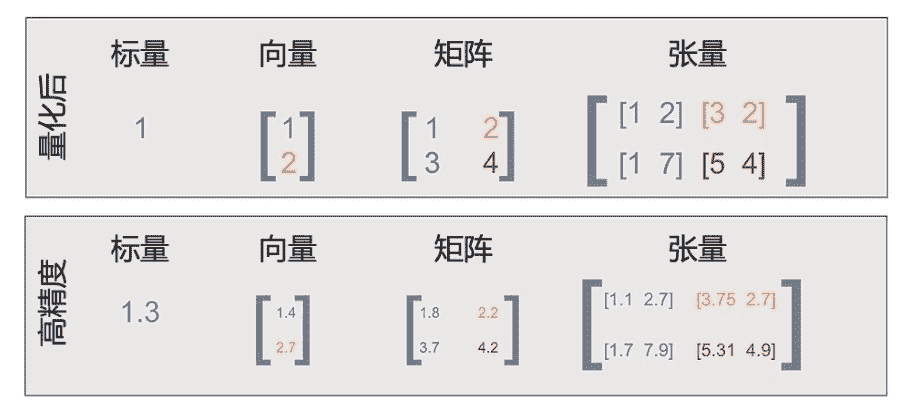 量化后
标量 向量 矩阵 张量
1 [1 [1 2 [[1 2] [3 2]
2] 3 4] [1 7] [5 4]]
高精度
标量 向量 矩阵 张量
1.3 [1.4 [1.8 2.2 [[1.1 2.7] [3.75 2.7]
2.7] 3.7 4.2] [1.7 7.9] [5.31 4.9]]